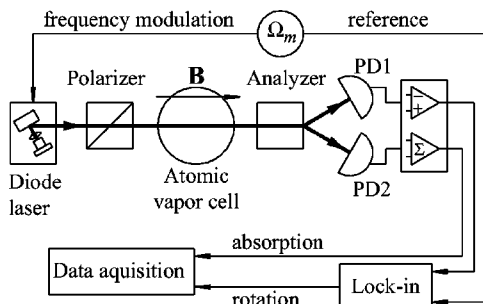 frequency modulation
Ωm
reference
Polarizer
B
Analyzer
PD1
Diode
laser
Atomic
vapor cell
PD2
−
+
Σ
absorption
Data aquisition
rotation
Lock-in